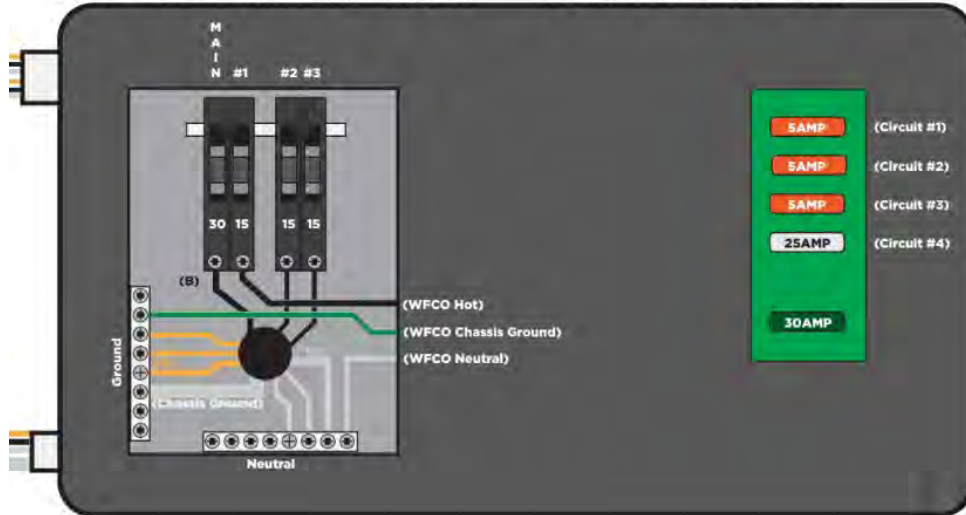 MAIN
#1
#2
#3
30
15
15
15
(B)
(WFCO Hot)
(WFCO Chassis Ground)
(WFCO Neutral)
Ground
(Chassis Ground)
Neutral
5AMP
(Circuit #1)
5AMP
(Circuit #2)
5AMP
(Circuit #3)
25AMP
(Circuit #4)
30AMP